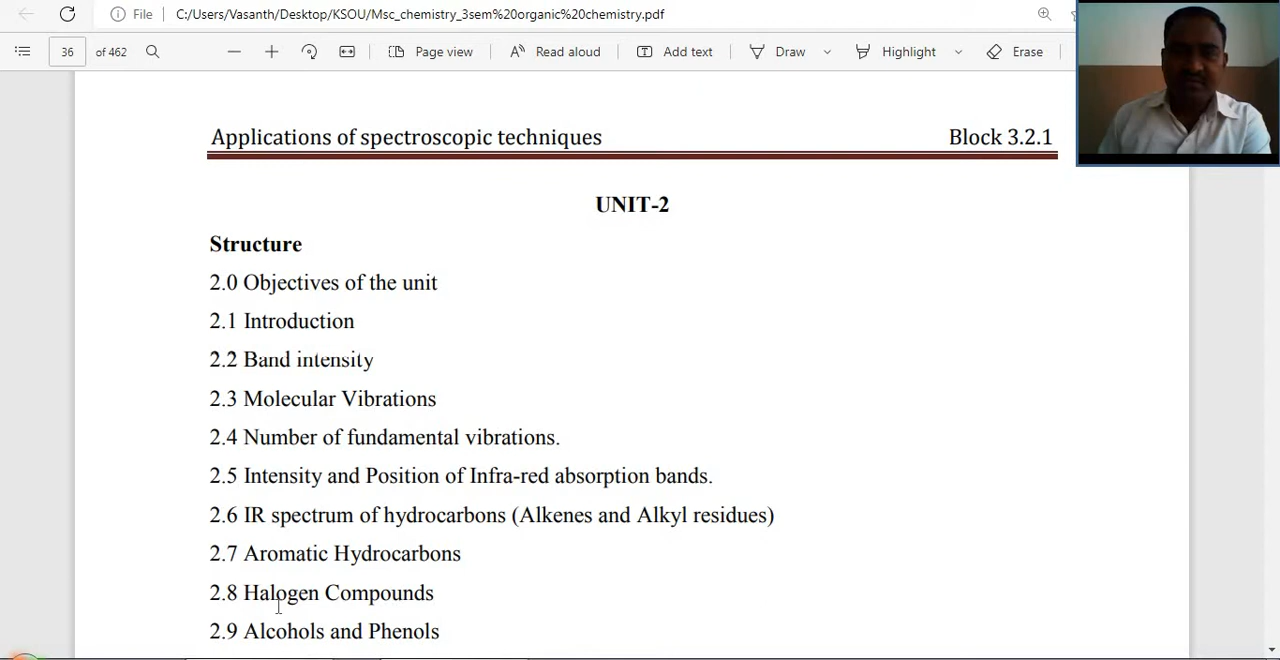 File C:/Users/Vasanth/Desktop/KSOU/Msc_chemistry_3sem%20organic%20chemistry.pdf
36 of 462 Page view Read aloud Add text Draw Highlight Erase
Applications of spectroscopic techniques Block 3.2.1
UNIT-2
Structure
2.0 Objectives of the unit
2.1 Introduction
2.2 Band intensity
2.3 Molecular Vibrations
2.4 Number of fundamental vibrations.
2.5 Intensity and Position of Infra-red absorption bands.
2.6 IR spectrum of hydrocarbons (Alkenes and Alkyl residues)
2.7 Aromatic Hydrocarbons
2.8 Halogen Compounds
2.9 Alcohols and Phenols